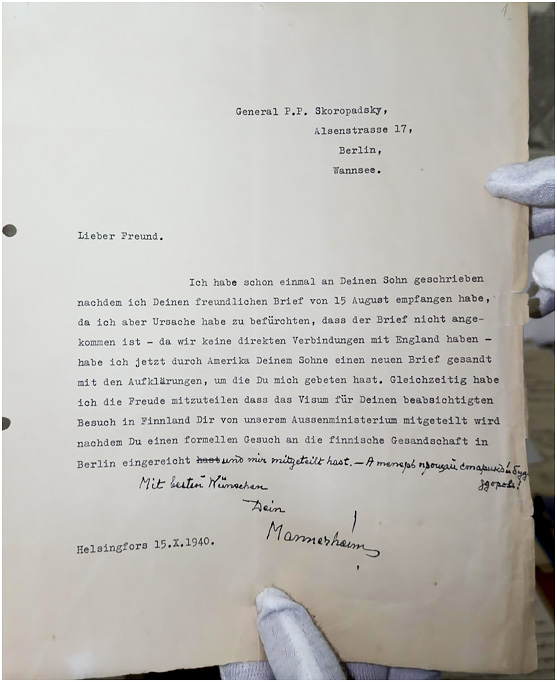 1
General P.P. Skoropadsky,
Alsenstrasse 17,
Berlin,
Wannsee.
Lieber Freund.
Ich habe schon einmal an Deinen Sohn geschrieben
nachdem ich Deinen freundlichen Brief von 15 August empfangen habe,
da ich aber Ursache habe zu befürchten, dass der Brief nicht ange-
kommen ist - da wir keine direkten Verbindungen mit England haben -
habe ich jetzt durch Amerika Deinem Sohne einen neuen Brief gesandt
mit den Aufklärungen, um die Du mich gebeten hast. Gleichzeitig habe
ich die Freude mitzuteilen dass das Visum für Deinen beabsichtigten
Besuch in Finnland Dir von unserem Aussenministerium mitgeteilt wird
nachdem Du einen formellen Gesuch an die finnische Gesandschaft in
Berlin eingereicht hast und mir mitgeteilt hast. — А теперь прощай старик! и буд
здоров!
Mit besten Wünschen
Dein
Mannerheim
Helsingfors 15.X.1940.